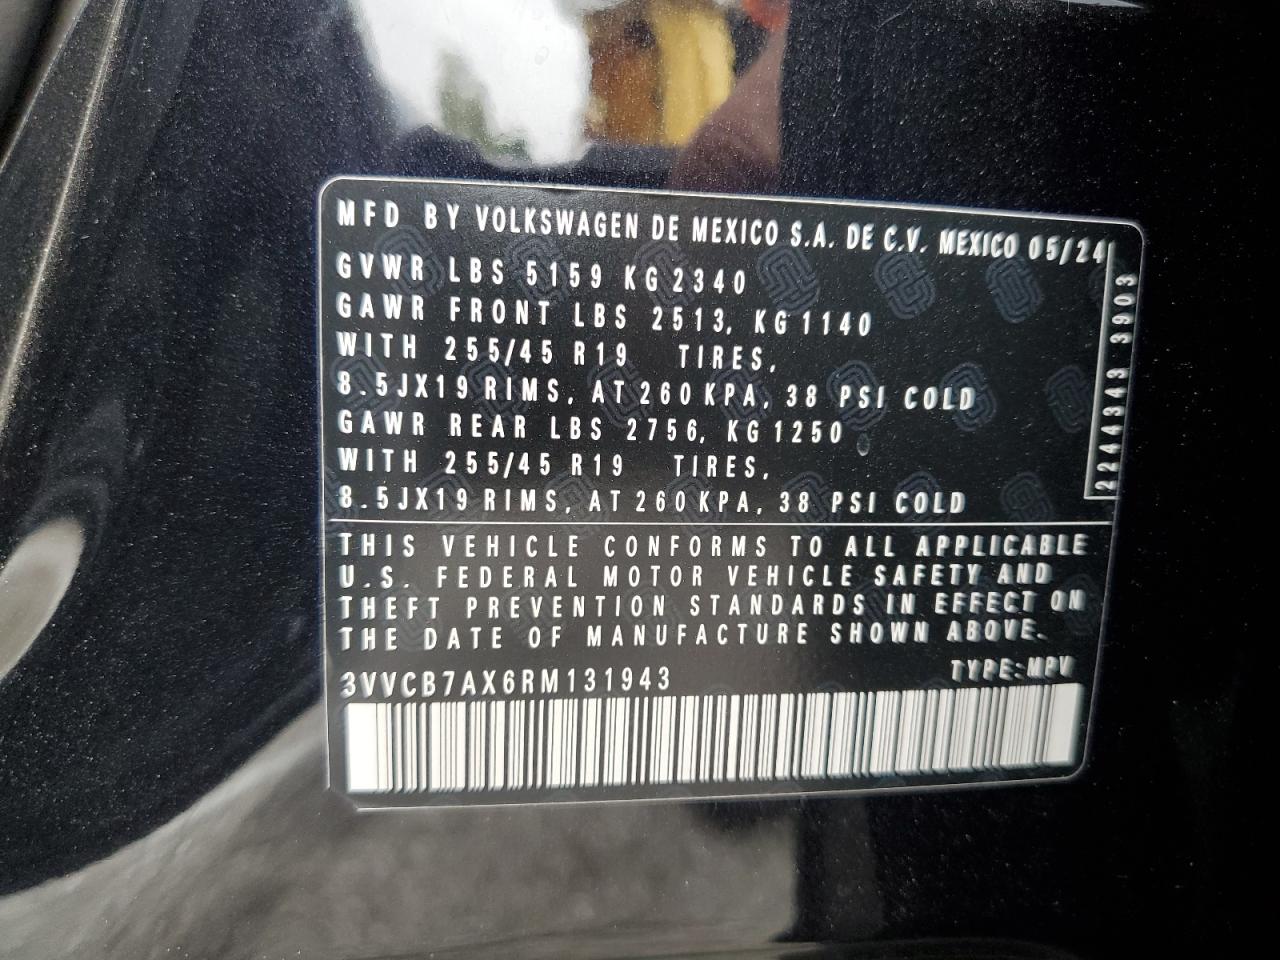 MFD BY VOLKSWAGEN DE MEXICO S.A. DE C.V. MEXICO 05/24
GVWR LBS 5159 KG 2340
GAWR FRONT LBS 2513, KG 1140
WITH 255/45 R19 TIRES,
8.5JX19 RIMS, AT 260 KPA, 38 PSI COLD
GAWR REAR LBS 2756, KG 1250
WITH 255/45 R19 TIRES,
8.5JX19 RIMS, AT 260 KPA, 38 PSI COLD
2244343 3903
THIS VEHICLE CONFORMS TO ALL APPLICABLE
U.S. FEDERAL MOTOR VEHICLE SAFETY AND
THEFT PREVENTION STANDARDS IN EFFECT ON
THE DATE OF MANUFACTURE SHOWN ABOVE.
3VVCB7AX6RM131943 TYPE:MPV